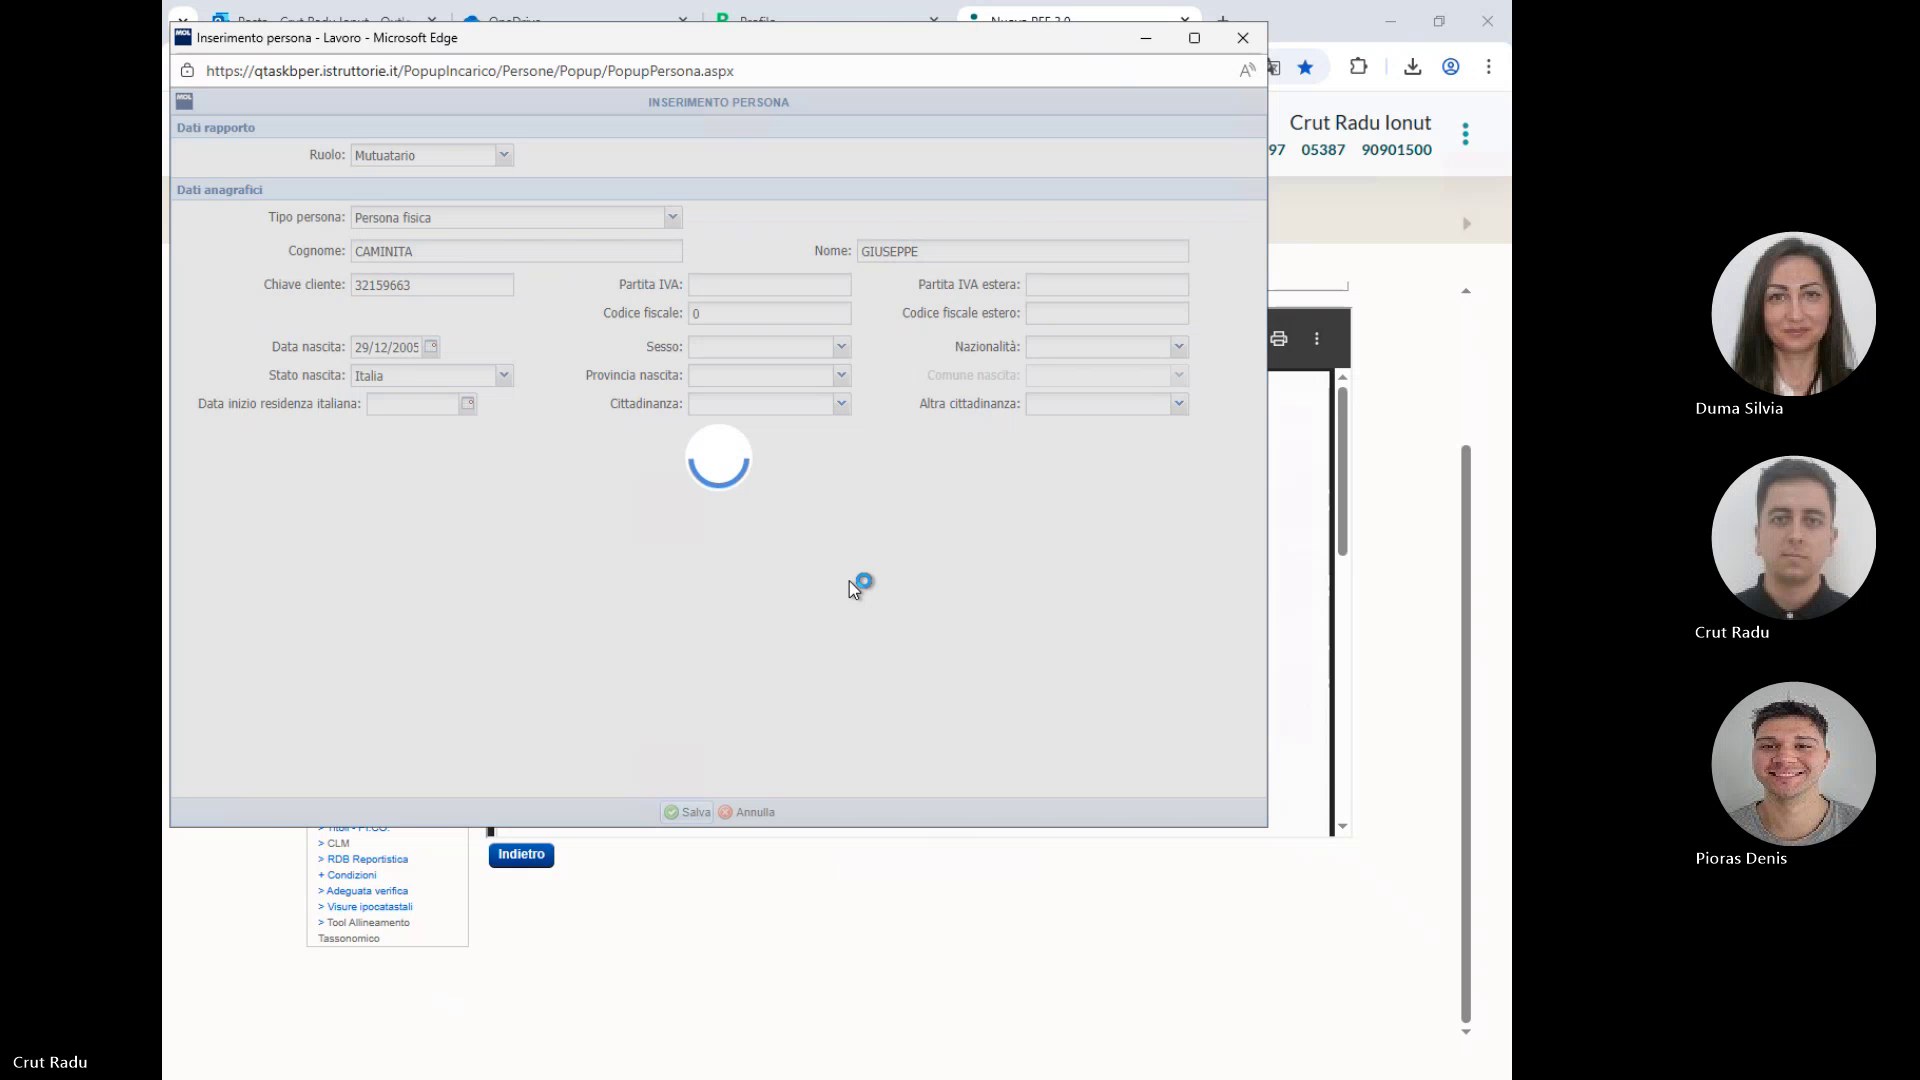 Inserimento persona - Lavoro - Microsoft Edge
https://qtaskbper.istruttorie.it/PopupIncarico/Persone/Popup/PopupPersona.aspx
MOL
INSERIMENTO PERSONA
Dati rapporto
Ruolo: Mutuatario
Dati anagrafici
Tipo persona: Persona fisica
Cognome: CAMINITA Nome: GIUSEPPE
Chiave cliente: 32159663 Partita IVA: Partita IVA estera:
Codice fiscale: 0 Codice fiscale estero:
Data nascita: 29/12/2005 Sesso: Nazionalità:
Stato nascita: Italia Provincia nascita: Comune nascita:
Data inizio residenza italiana: Cittadinanza: Altra cittadinanza:
Salva Annulla
Crut Radu Ionut
97 05387 90901500
> CLM
> RDB Reportistica
+ Condizioni
> Adeguata verifica
> Visure ipocatastali
> Tool Allineamento
Tassonomico
Indietro
Duma Silvia
Crut Radu
Pioras Denis
Crut Radu